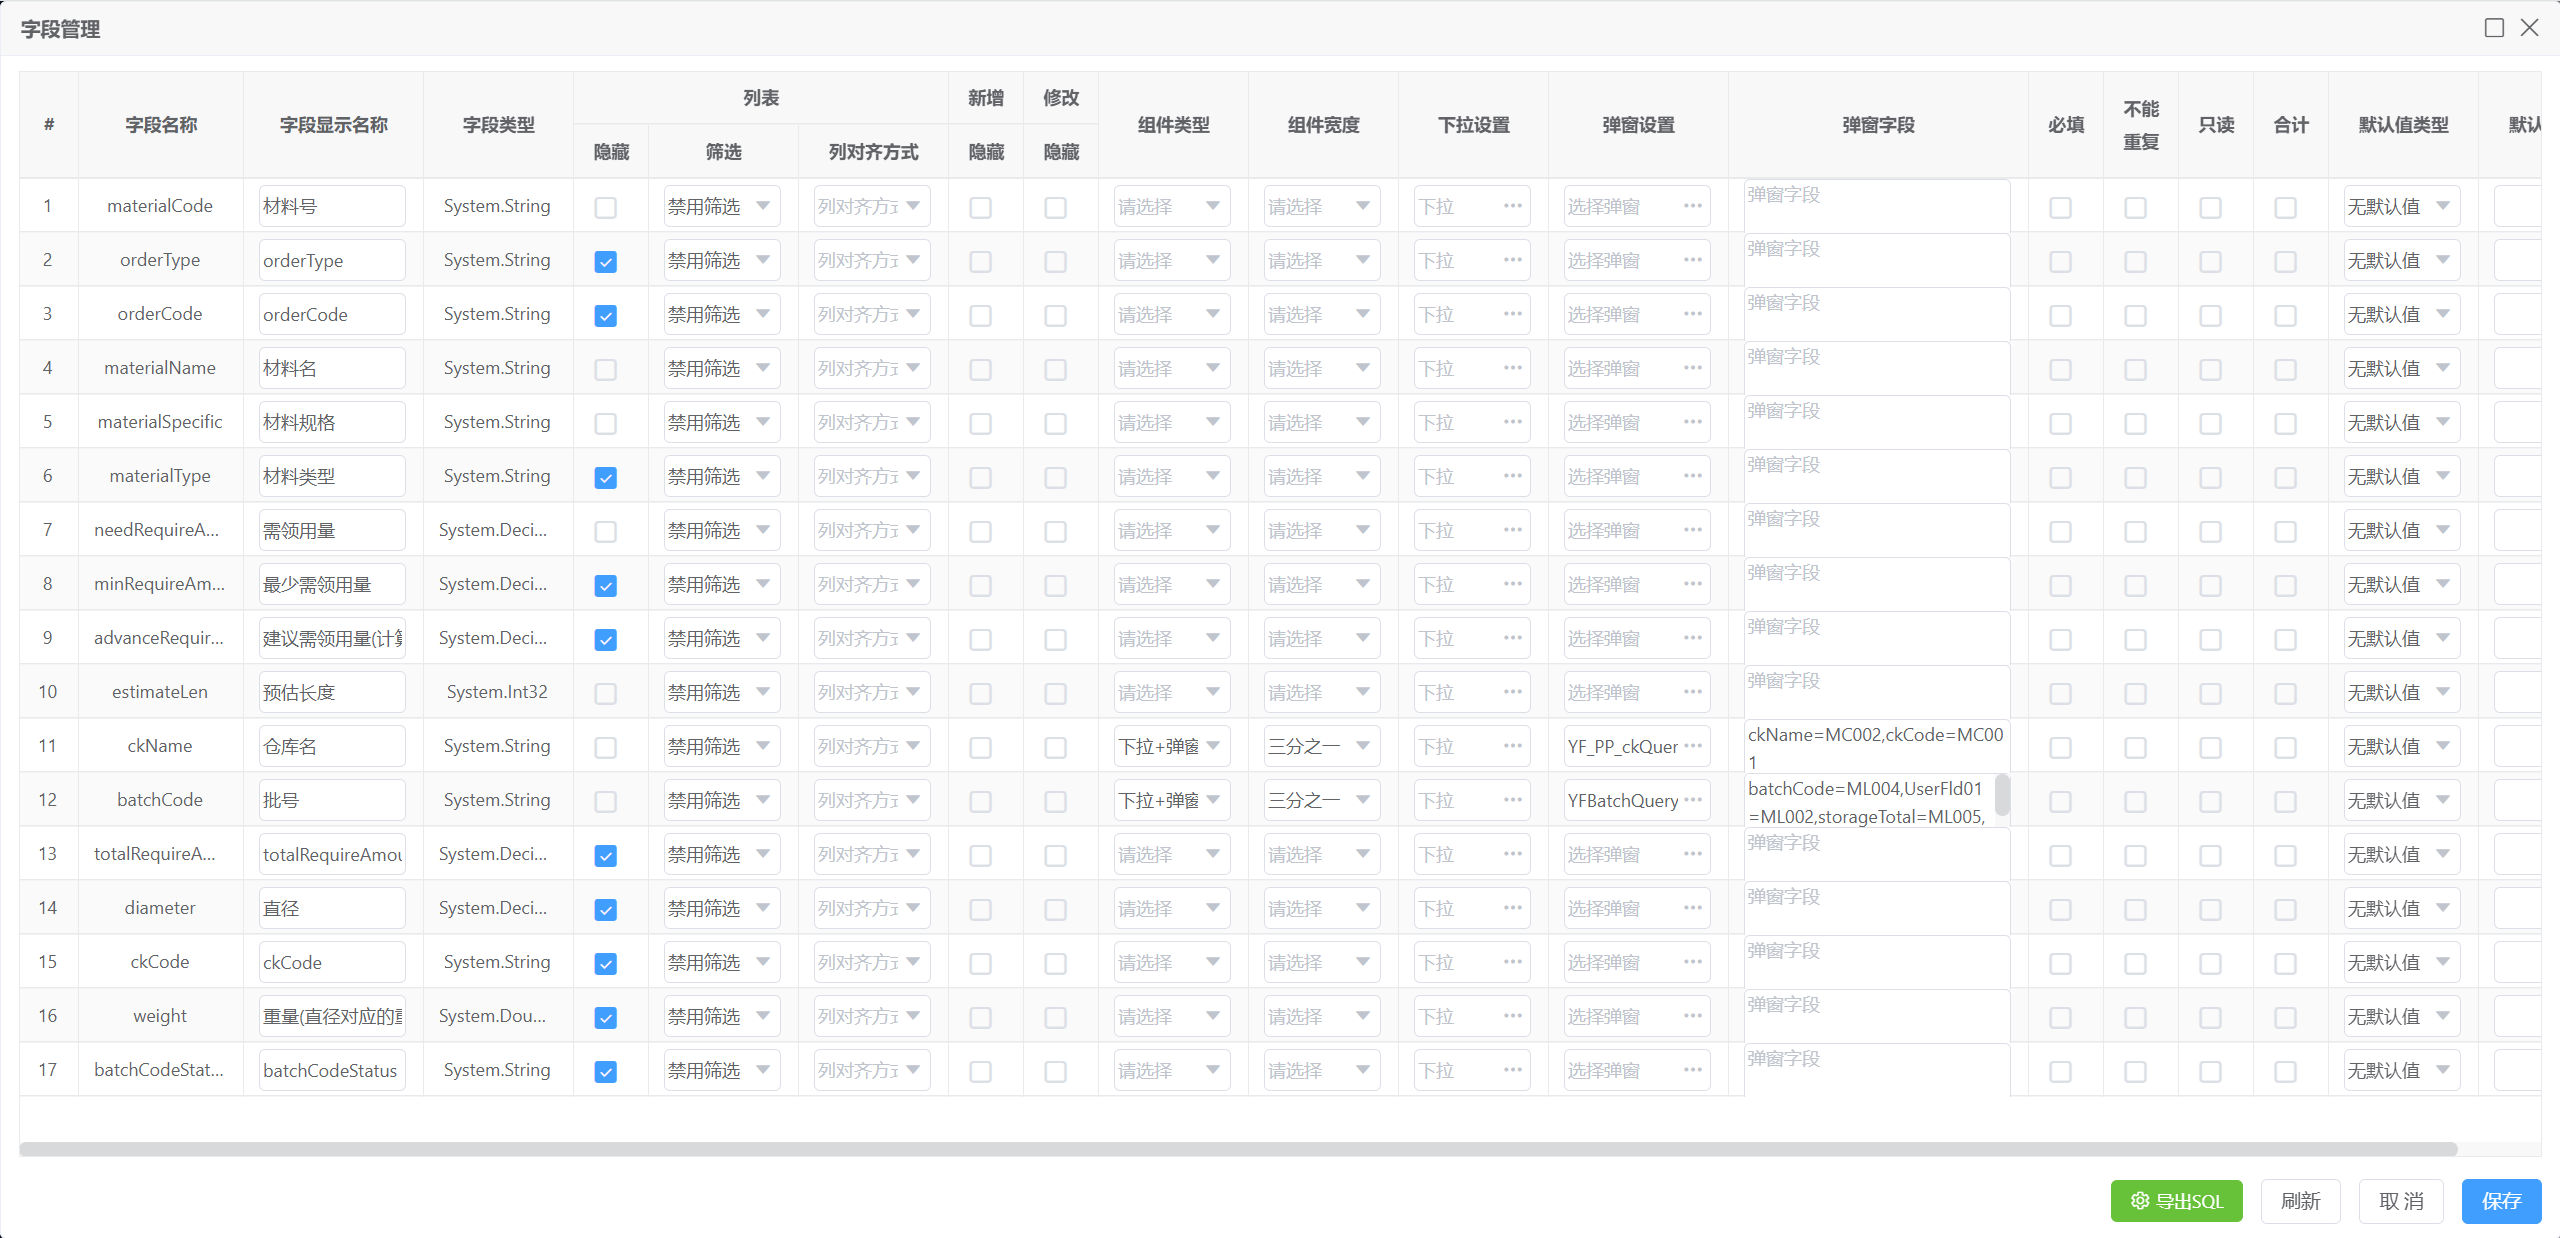 字段管理
# 字段名称 字段显示名称 字段类型 列表 新增 修改 组件类型 组件宽度 下拉设置 弹窗设置 弹窗字段 必填 不能重复 只读 合计 默认值类型 默认
隐藏 筛选 列对齐方式 隐藏 隐藏
1 materialCode 材料号 System.String 禁用筛选 列对齐方式 请选择 请选择 下拉 选择弹窗 弹窗字段 无默认值
2 orderType orderType System.String 禁用筛选 列对齐方式 请选择 请选择 下拉 选择弹窗 弹窗字段 无默认值
3 orderCode orderCode System.String 禁用筛选 列对齐方式 请选择 请选择 下拉 选择弹窗 弹窗字段 无默认值
4 materialName 材料名 System.String 禁用筛选 列对齐方式 请选择 请选择 下拉 选择弹窗 弹窗字段 无默认值
5 materialSpecific 材料规格 System.String 禁用筛选 列对齐方式 请选择 请选择 下拉 选择弹窗 弹窗字段 无默认值
6 materialType 材料类型 System.String 禁用筛选 列对齐方式 请选择 请选择 下拉 选择弹窗 弹窗字段 无默认值
7 needRequireA... 需领用量 System.Deci... 禁用筛选 列对齐方式 请选择 请选择 下拉 选择弹窗 弹窗字段 无默认值
8 minRequireAm... 最少需领用量 System.Deci... 禁用筛选 列对齐方式 请选择 请选择 下拉 选择弹窗 弹窗字段 无默认值
9 advanceRequir... 建议需领用量(计算 System.Deci... 禁用筛选 列对齐方式 请选择 请选择 下拉 选择弹窗 弹窗字段 无默认值
10 estimateLen 预估长度 System.Int32 禁用筛选 列对齐方式 请选择 请选择 下拉 选择弹窗 弹窗字段 无默认值
11 ckName 仓库名 System.String 禁用筛选 列对齐方式 下拉+弹窗 三分之一 下拉 YF_PP_ckQuer ckName=MC002,ckCode=MC001 无默认值
12 batchCode 批号 System.String 禁用筛选 列对齐方式 下拉+弹窗 三分之一 下拉 YFBatchQuery batchCode=ML004,UserFld01=ML002,storageTotal=ML005, 无默认值
13 totalRequireA... totalRequireAmou System.Deci... 禁用筛选 列对齐方式 请选择 请选择 下拉 选择弹窗 弹窗字段 无默认值
14 diameter 直径 System.Deci... 禁用筛选 列对齐方式 请选择 请选择 下拉 选择弹窗 弹窗字段 无默认值
15 ckCode ckCode System.String 禁用筛选 列对齐方式 请选择 请选择 下拉 选择弹窗 弹窗字段 无默认值
16 weight 重量(直径对应的重 System.Dou... 禁用筛选 列对齐方式 请选择 请选择 下拉 选择弹窗 弹窗字段 无默认值
17 batchCodeStat... batchCodeStatus System.String 禁用筛选 列对齐方式 请选择 请选择 下拉 选择弹窗 弹窗字段 无默认值
导出SQL 刷新 取 消 保存